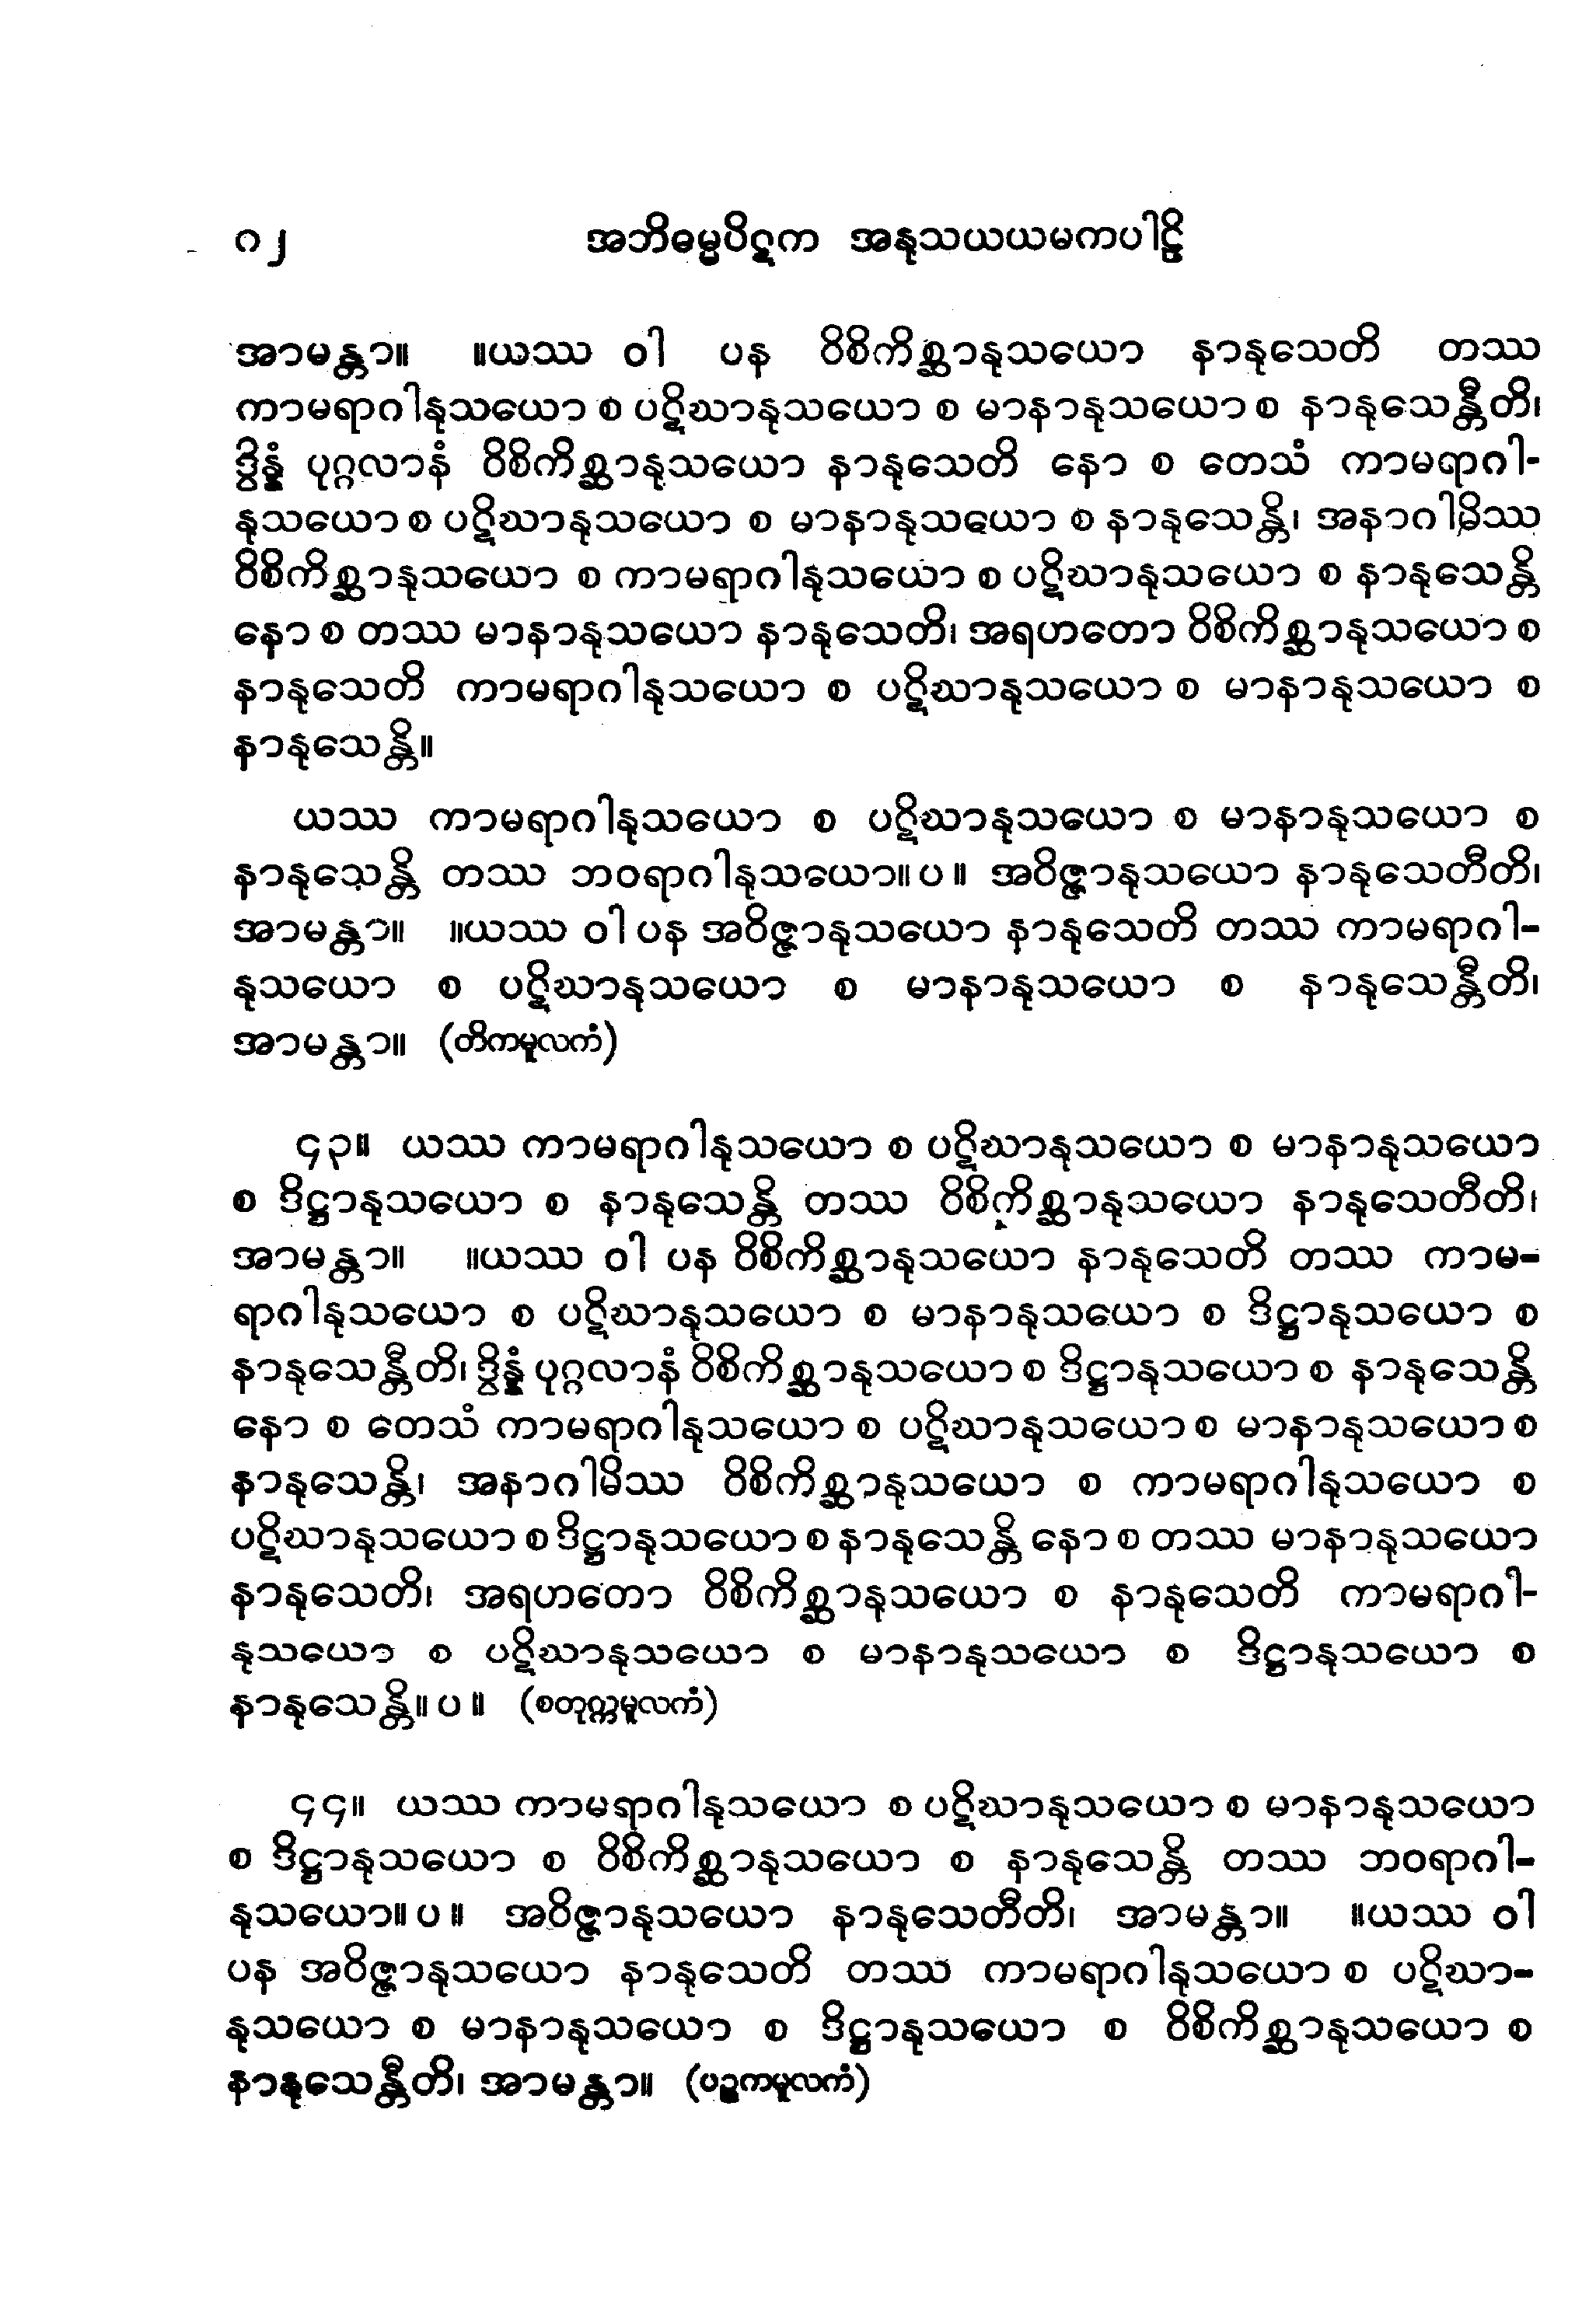 ၈၂ အဘိဓမ္မပိဋက အနုသယယမကပါဠိ
အာမန္တာ။ ။ယဿ ဝါ ပန ဝိစိကိစ္ဆာနုသယော နာနုသေတိ တဿ
ကာမရာဂါနုသယော စ ပဋိဃာနုသယော စ မာနာနုသယော စ နာနုသေန္တီတိ၊
ဒွိန္နံ ပုဂ္ဂလာနံ ဝိစိကိစ္ဆာနုသယော နာနုသေတိ နော စ တေသံ ကာမရာဂါ-
နုသယော စ ပဋိဃာနုသယော စ မာနာနုသယော စ နာနုသေန္တိ၊ အနာဂါမိဿ
ဝိစိကိစ္ဆာနုသယော စ ကာမရာဂါနုသယော စ ပဋိဃာနုသယော စ နာနုသေန္တိ
နော စ တဿ မာနာနုသယော နာနုသေတိ၊ အရဟတော ဝိစိကိစ္ဆာနုသယော စ
နာနုသေတိ ကာမရာဂါနုသယော စ ပဋိဃာနုသယော စ မာနာနုသယော စ
နာနုသေန္တိ။
ယဿ ကာမရာဂါနုသယော စ ပဋိဃာနုသယော စ မာနာနုသယော စ
နာနုသေန္တိ တဿ ဘဝရာဂါနုသယော။ပ။ အဝိဇ္ဇာနုသယော နာနုသေတီတိ၊
အာမန္တာ။ ။ယဿ ဝါ ပန အဝိဇ္ဇာနုသယော နာနုသေတိ တဿ ကာမရာဂါ-
နုသယော စ ပဋိဃာနုသယော စ မာနာနုသယော စ နာနုသေန္တီတိ၊
အာမန္တာ။ (တိကမူလကံ)
၄၃။ ယဿ ကာမရာဂါနုသယော စ ပဋိဃာနုသယော စ မာနာနုသယော
စ ဒိဋ္ဌာနုသယော စ နာနုသေန္တိ တဿ ဝိစိကိစ္ဆာနုသယော နာနုသေတီတိ၊
အာမန္တာ။ ။ယဿ ဝါ ပန ဝိစိကိစ္ဆာနုသယော နာနုသေတိ တဿ ကာမ-
ရာဂါနုသယော စ ပဋိဃာနုသယော စ မာနာနုသယော စ ဒိဋ္ဌာနုသယော စ
နာနုသေန္တီတိ၊ ဒွိန္နံ ပုဂ္ဂလာနံ ဝိစိကိစ္ဆာနုသယော စ ဒိဋ္ဌာနုသယော စ နာနုသေန္တိ
နော စ တေသံ ကာမရာဂါနုသယော စ ပဋိဃာနုသယော စ မာနာနုသယော စ
နာနုသေန္တိ၊ အနာဂါမိဿ ဝိစိကိစ္ဆာနုသယော စ ကာမရာဂါနုသယော စ
ပဋိဃာနုသယော စ ဒိဋ္ဌာနုသယော စ နာနုသေန္တိ နော စ တဿ မာနာနုသယော
နာနုသေတိ၊ အရဟတော ဝိစိကိစ္ဆာနုသယော စ နာနုသေတိ ကာမရာဂါ-
နုသယော စ ပဋိဃာနုသယော စ မာနာနုသယော စ ဒိဋ္ဌာနုသယော စ
နာနုသေန္တိ။ပ။ (စတုက္ကမူလကံ)
၄၄။ ယဿ ကာမရာဂါနုသယော စ ပဋိဃာနုသယော စ မာနာနုသယော
စ ဒိဋ္ဌာနုသယော စ ဝိစိကိစ္ဆာနုသယော စ နာနုသေန္တိ တဿ ဘဝရာဂါ-
နုသယော။ပ။ အဝိဇ္ဇာနုသယော နာနုသေတီတိ၊ အာမန္တာ။ ။ယဿ ဝါ
ပန အဝိဇ္ဇာနုသယော နာနုသေတိ တဿ ကာမရာဂါနုသယော စ ပဋိဃာ-
နုသယော စ မာနာနုသယော စ ဒိဋ္ဌာနုသယော စ ဝိစိကိစ္ဆာနုသယော စ
နာနုသေန္တီတိ၊ အာမန္တာ။ (ပဉ္စကမူလကံ)